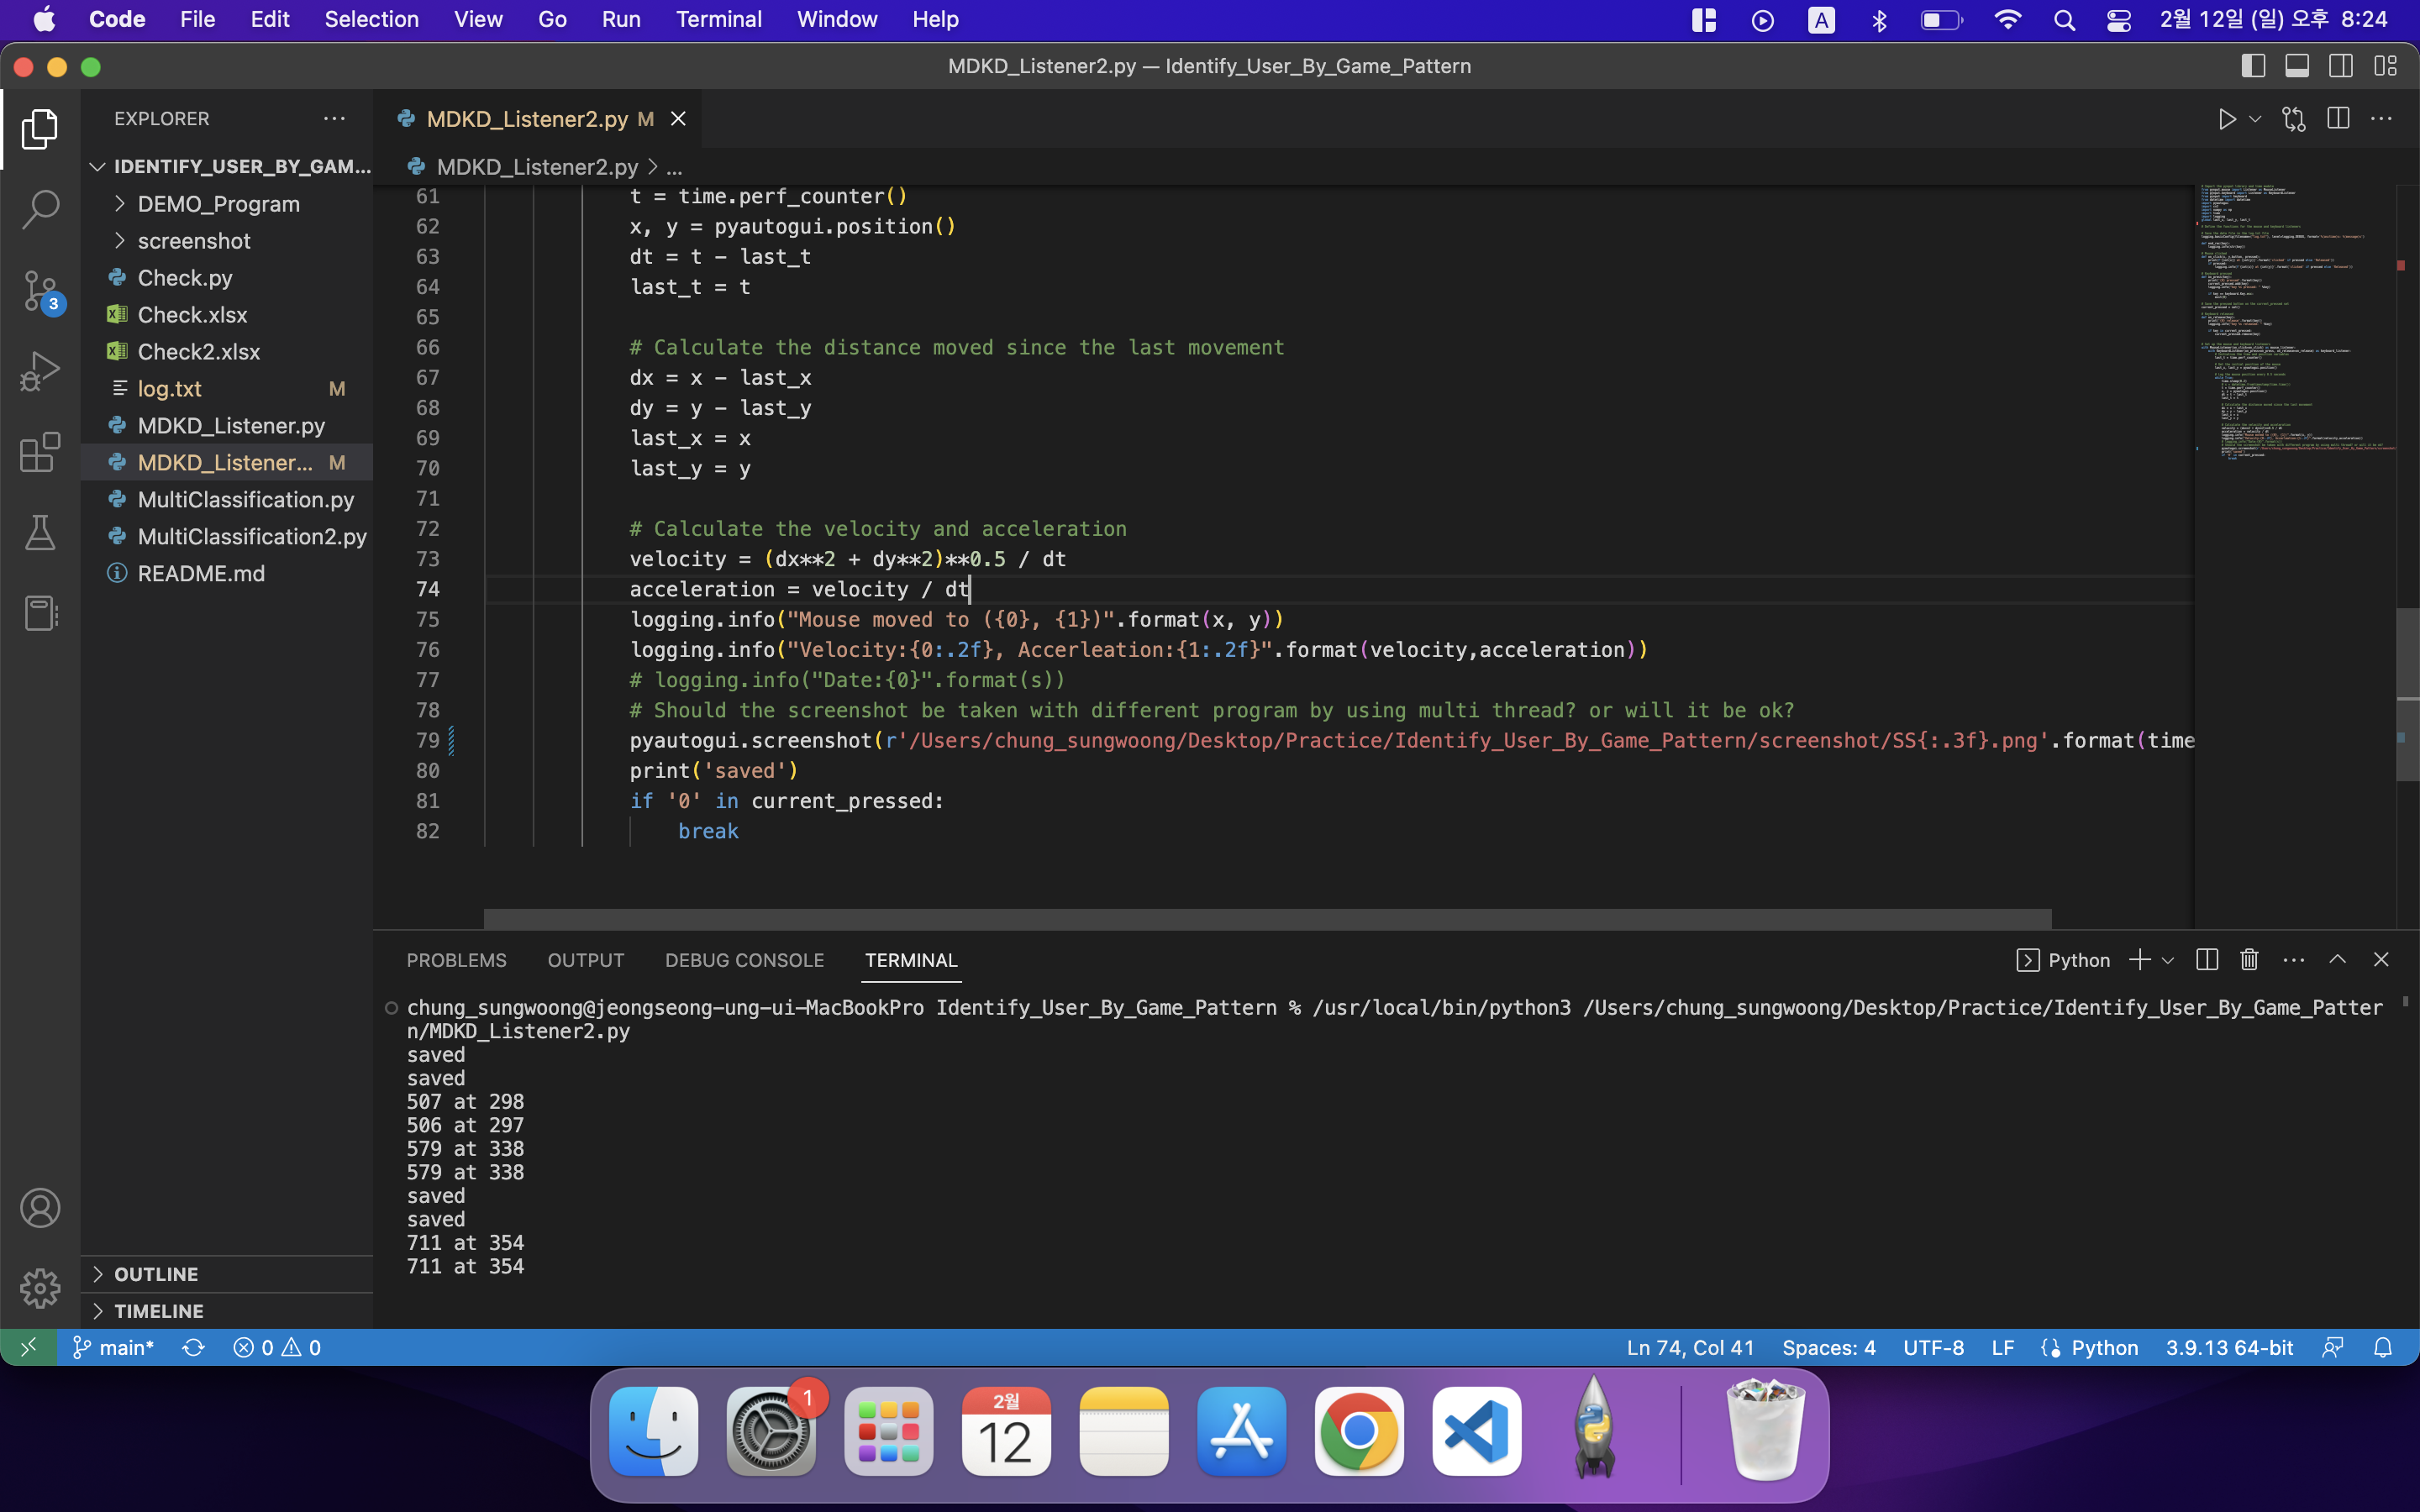 Code File Edit Selection View Go Run Terminal Window Help A 2월 12일 (일) 오후 8:24
MDKD_Listener2.py — Identify_User_By_Game_Pattern
EXPLORER
IDENTIFY_USER_BY_GAM...
DEMO_Program
screenshot
Check.py
Check.xlsx
Check2.xlsx
log.txt M
MDKD_Listener.py
MDKD_Listener... M
MultiClassification.py
MultiClassification2.py
README.md
3
OUTLINE
TIMELINE
MDKD_Listener2.py M
MDKD_Listener2.py > ...
61 t = time.perf_counter()
62 x, y = pyautogui.position()
63 dt = t - last_t
64 last_t = t
65
66 # Calculate the distance moved since the last movement
67 dx = x - last_x
68 dy = y - last_y
69 last_x = x
70 last_y = y
71
72 # Calculate the velocity and acceleration
73 velocity = (dx**2 + dy**2)**0.5 / dt
74 acceleration = velocity / dt
75 logging.info("Mouse moved to ({0}, {1})".format(x, y))
76 logging.info("Velocity:{0:.2f}, Accerleation:{1:.2f}".format(velocity,acceleration))
77 # logging.info("Date:{0}".format(s))
78 # Should the screenshot be taken with different program by using multi thread? or will it be ok?
79 pyautogui.screenshot(r'/Users/chung_sungwoong/Desktop/Practice/Identify_User_By_Game_Pattern/screenshot/SS{:.3f}.png'.format(time
80 print('saved')
81 if '0' in current_pressed:
82 break
PROBLEMS OUTPUT DEBUG CONSOLE TERMINAL Python
chung_sungwoong@jeongseong-ung-ui-MacBookPro Identify_User_By_Game_Pattern % /usr/local/bin/python3 /Users/chung_sungwoong/Desktop/Practice/Identify_User_By_Game_Patter
n/MDKD_Listener2.py
saved
saved
507 at 298
506 at 297
579 at 338
579 at 338
saved
saved
711 at 354
711 at 354
main* 0 0 Ln 74, Col 41 Spaces: 4 UTF-8 LF Python 3.9.13 64-bit
1
2월
12